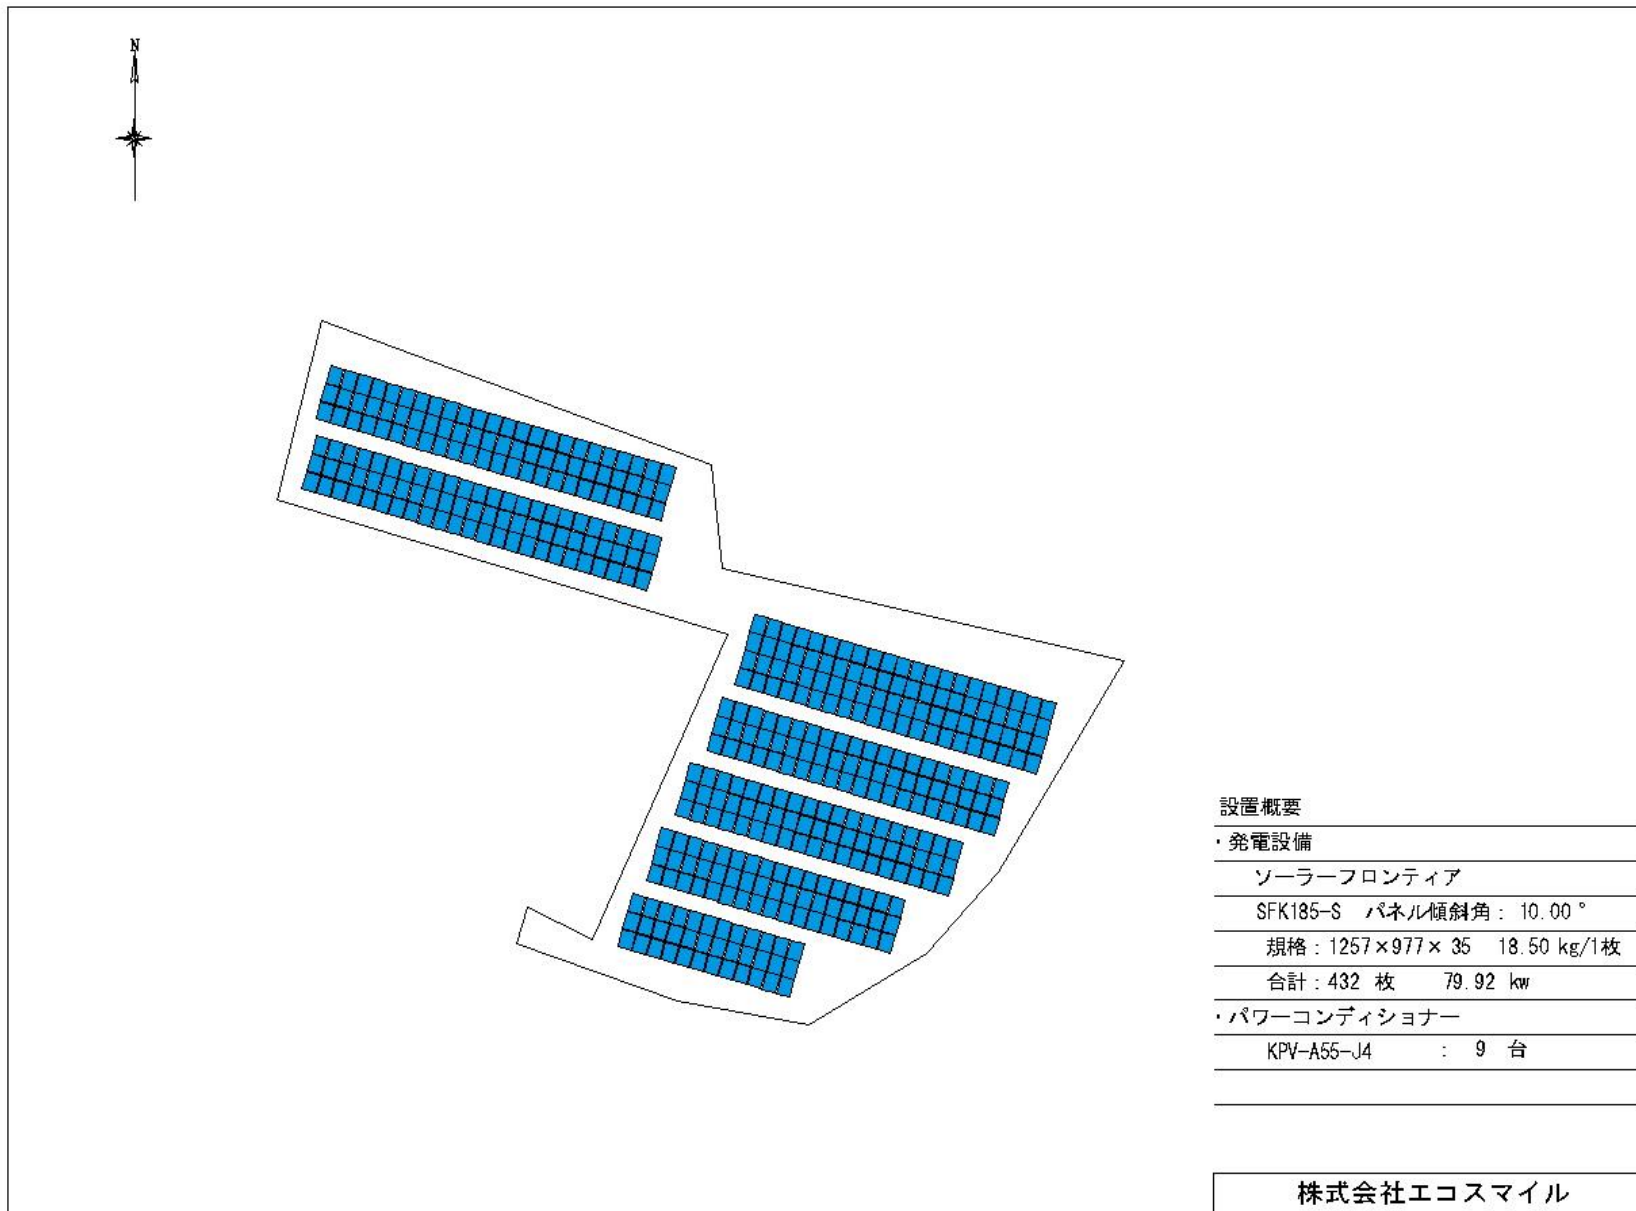 N
設置概要
・発電設備
ソーラーフロンティア
SFK185-S パネル傾斜角：10.00°
規格：1257×977×35 18.50 kg/1枚
合計：432 枚 79.92 kw
・パワーコンディショナー
KPV-A55-J4 ： 9 台
株式会社エコスマイル